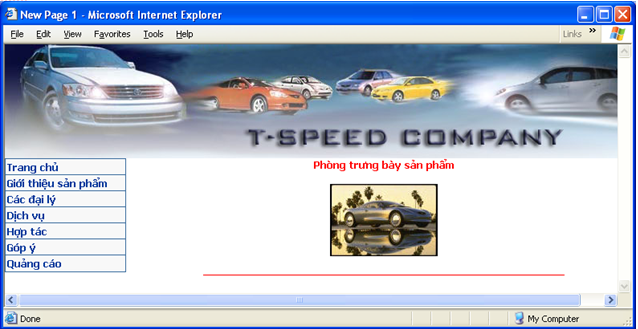 New Page 1 - Microsoft Internet Explorer
File Edit View Favorites Tools Help Links »
T-SPEED COMPANY
Phòng trưng bày sản phẩm
Trang chủ
Giới thiệu sản phẩm
Các đại lý
Dịch vụ
Hợp tác
Góp ý
Quảng cáo
Done My Computer